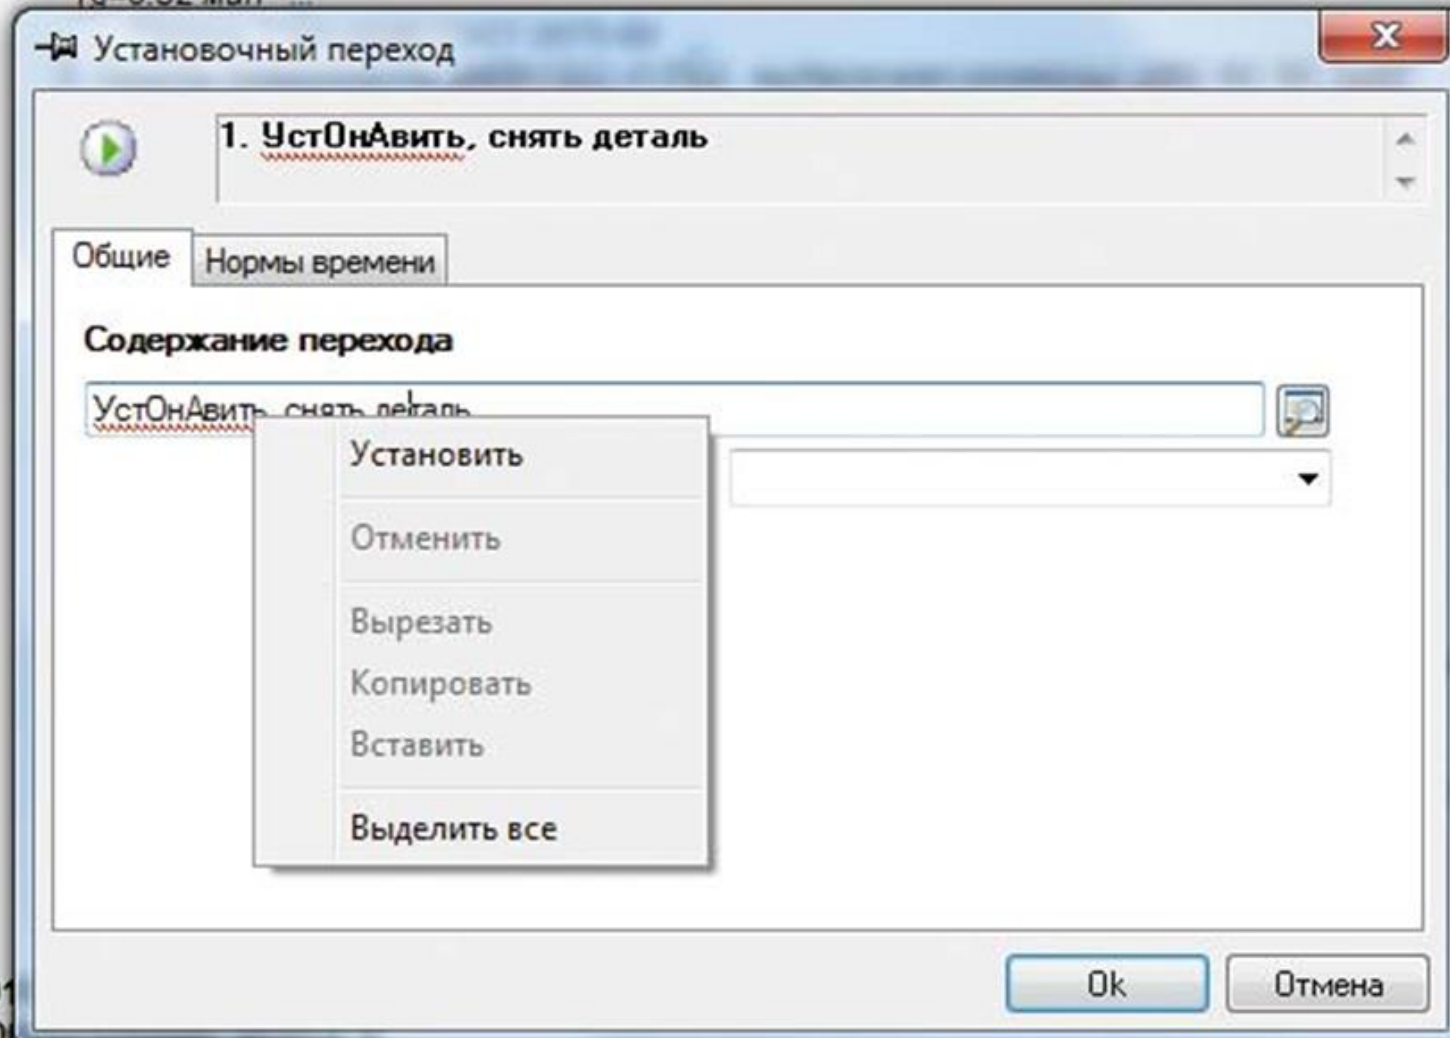 Установочный переход
1. УстОнАвить, снять деталь
Общие
Нормы времени
Содержание перехода
УстОнАвить, снять деталь
Установить
Отменить
Вырезать
Копировать
Вставить
Выделить все
Ok
Отмена